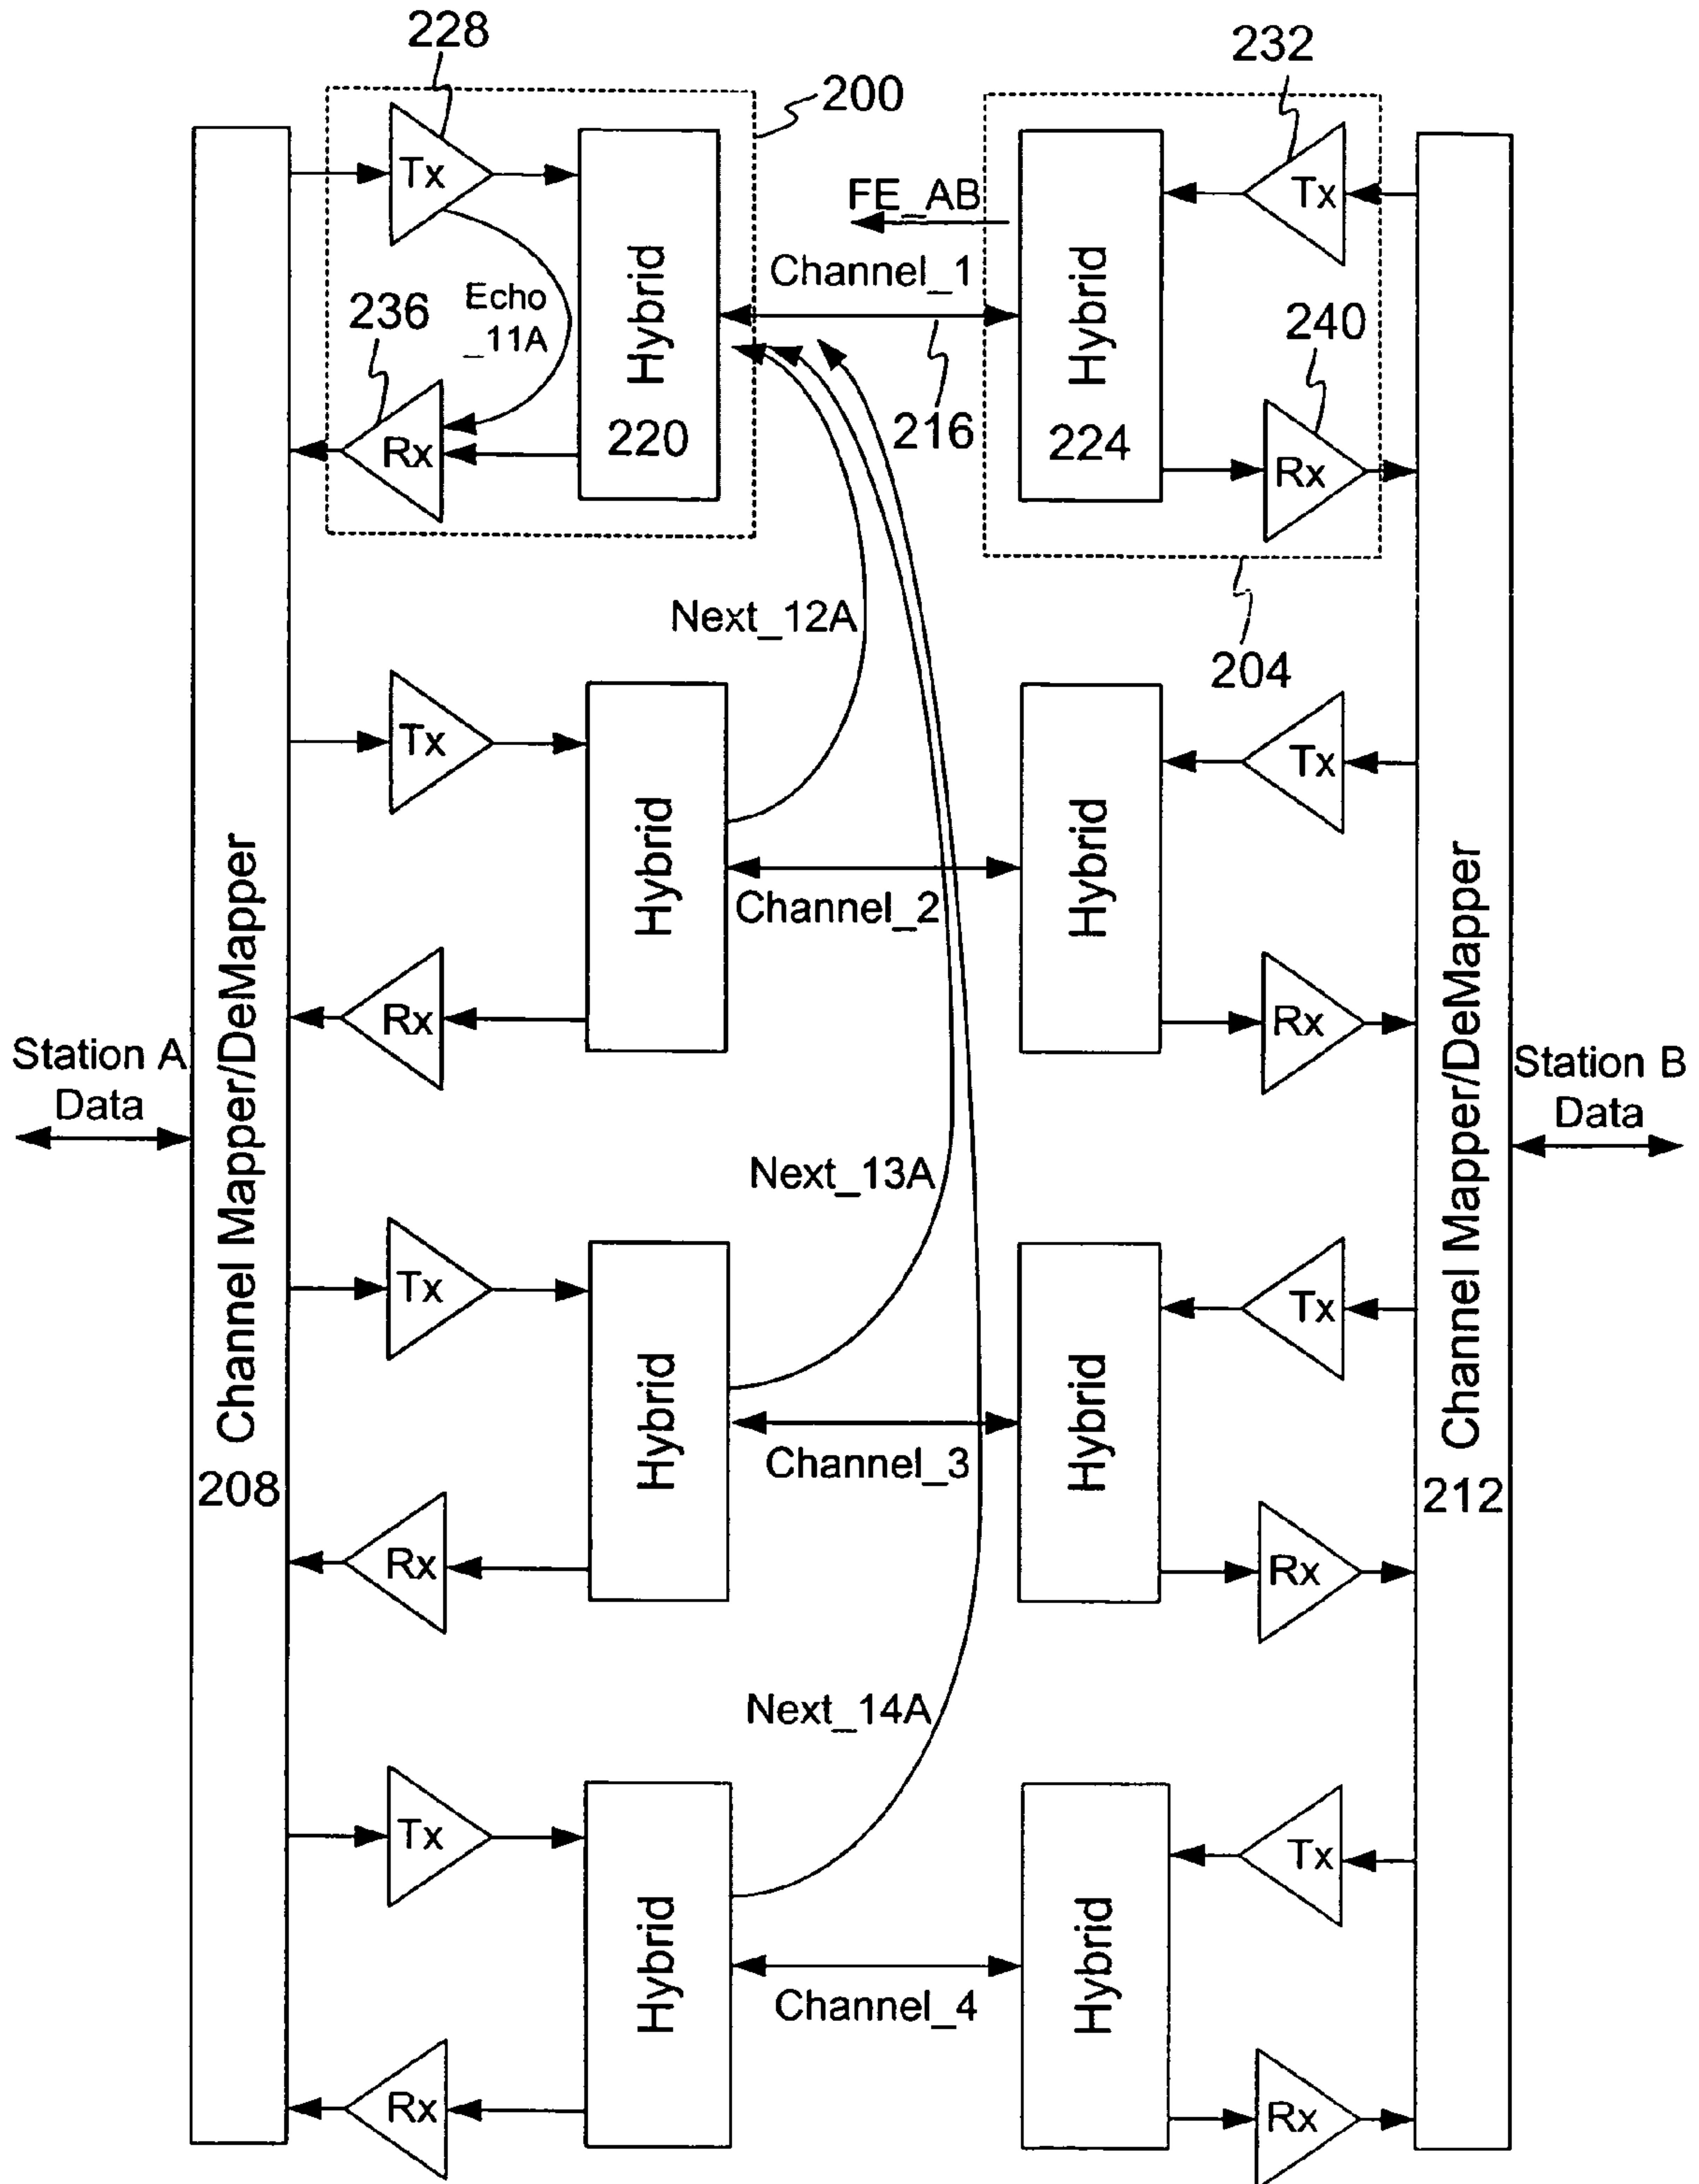 228
232
200
Tx
Tx
FE_AB
Hybrid
Hybrid
Channel_1
Echo
_11A
236
240
220
216
224
Rx
Rx
Next_12A
204
Tx
Tx
Hybrid
Hybrid
Channel_2
Rx
Rx
Channel Mapper/DeMapper
208
Channel Mapper/DeMapper
212
Station A
Data
Station B
Data
Next_13A
Tx
Tx
Hybrid
Hybrid
Channel_3
Rx
Rx
Next_14A
Tx
Tx
Hybrid
Hybrid
Channel_4
Rx
Rx